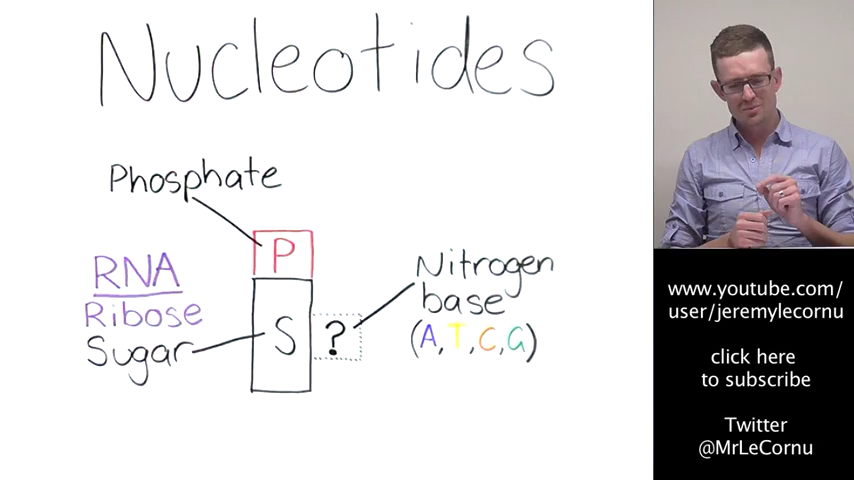 Nucleotides
Phosphate
P
RNA
Ribose
Sugar
S
?
Nitrogen
base
(A,T,C,G)
www.youtube.com/
user/jeremylecornu
click here
to subscribe
Twitter
@MrLeCornu